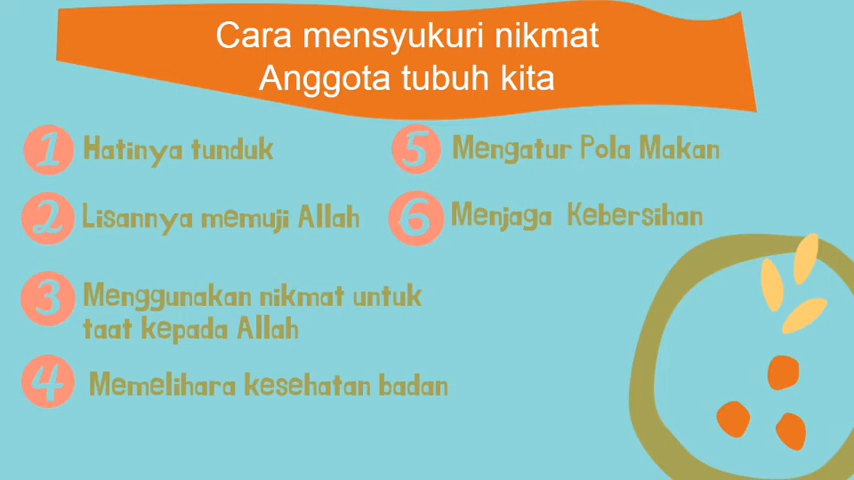 Cara mensyukuri nikmat
Anggota tubuh kita
1 Hatinya tunduk
2 Lisannya memuji Allah
3 Menggunakan nikmat untuk
taat kepada Allah
4 Memelihara kesehatan badan
5 Mengatur Pola Makan
6 Menjaga Kebersihan